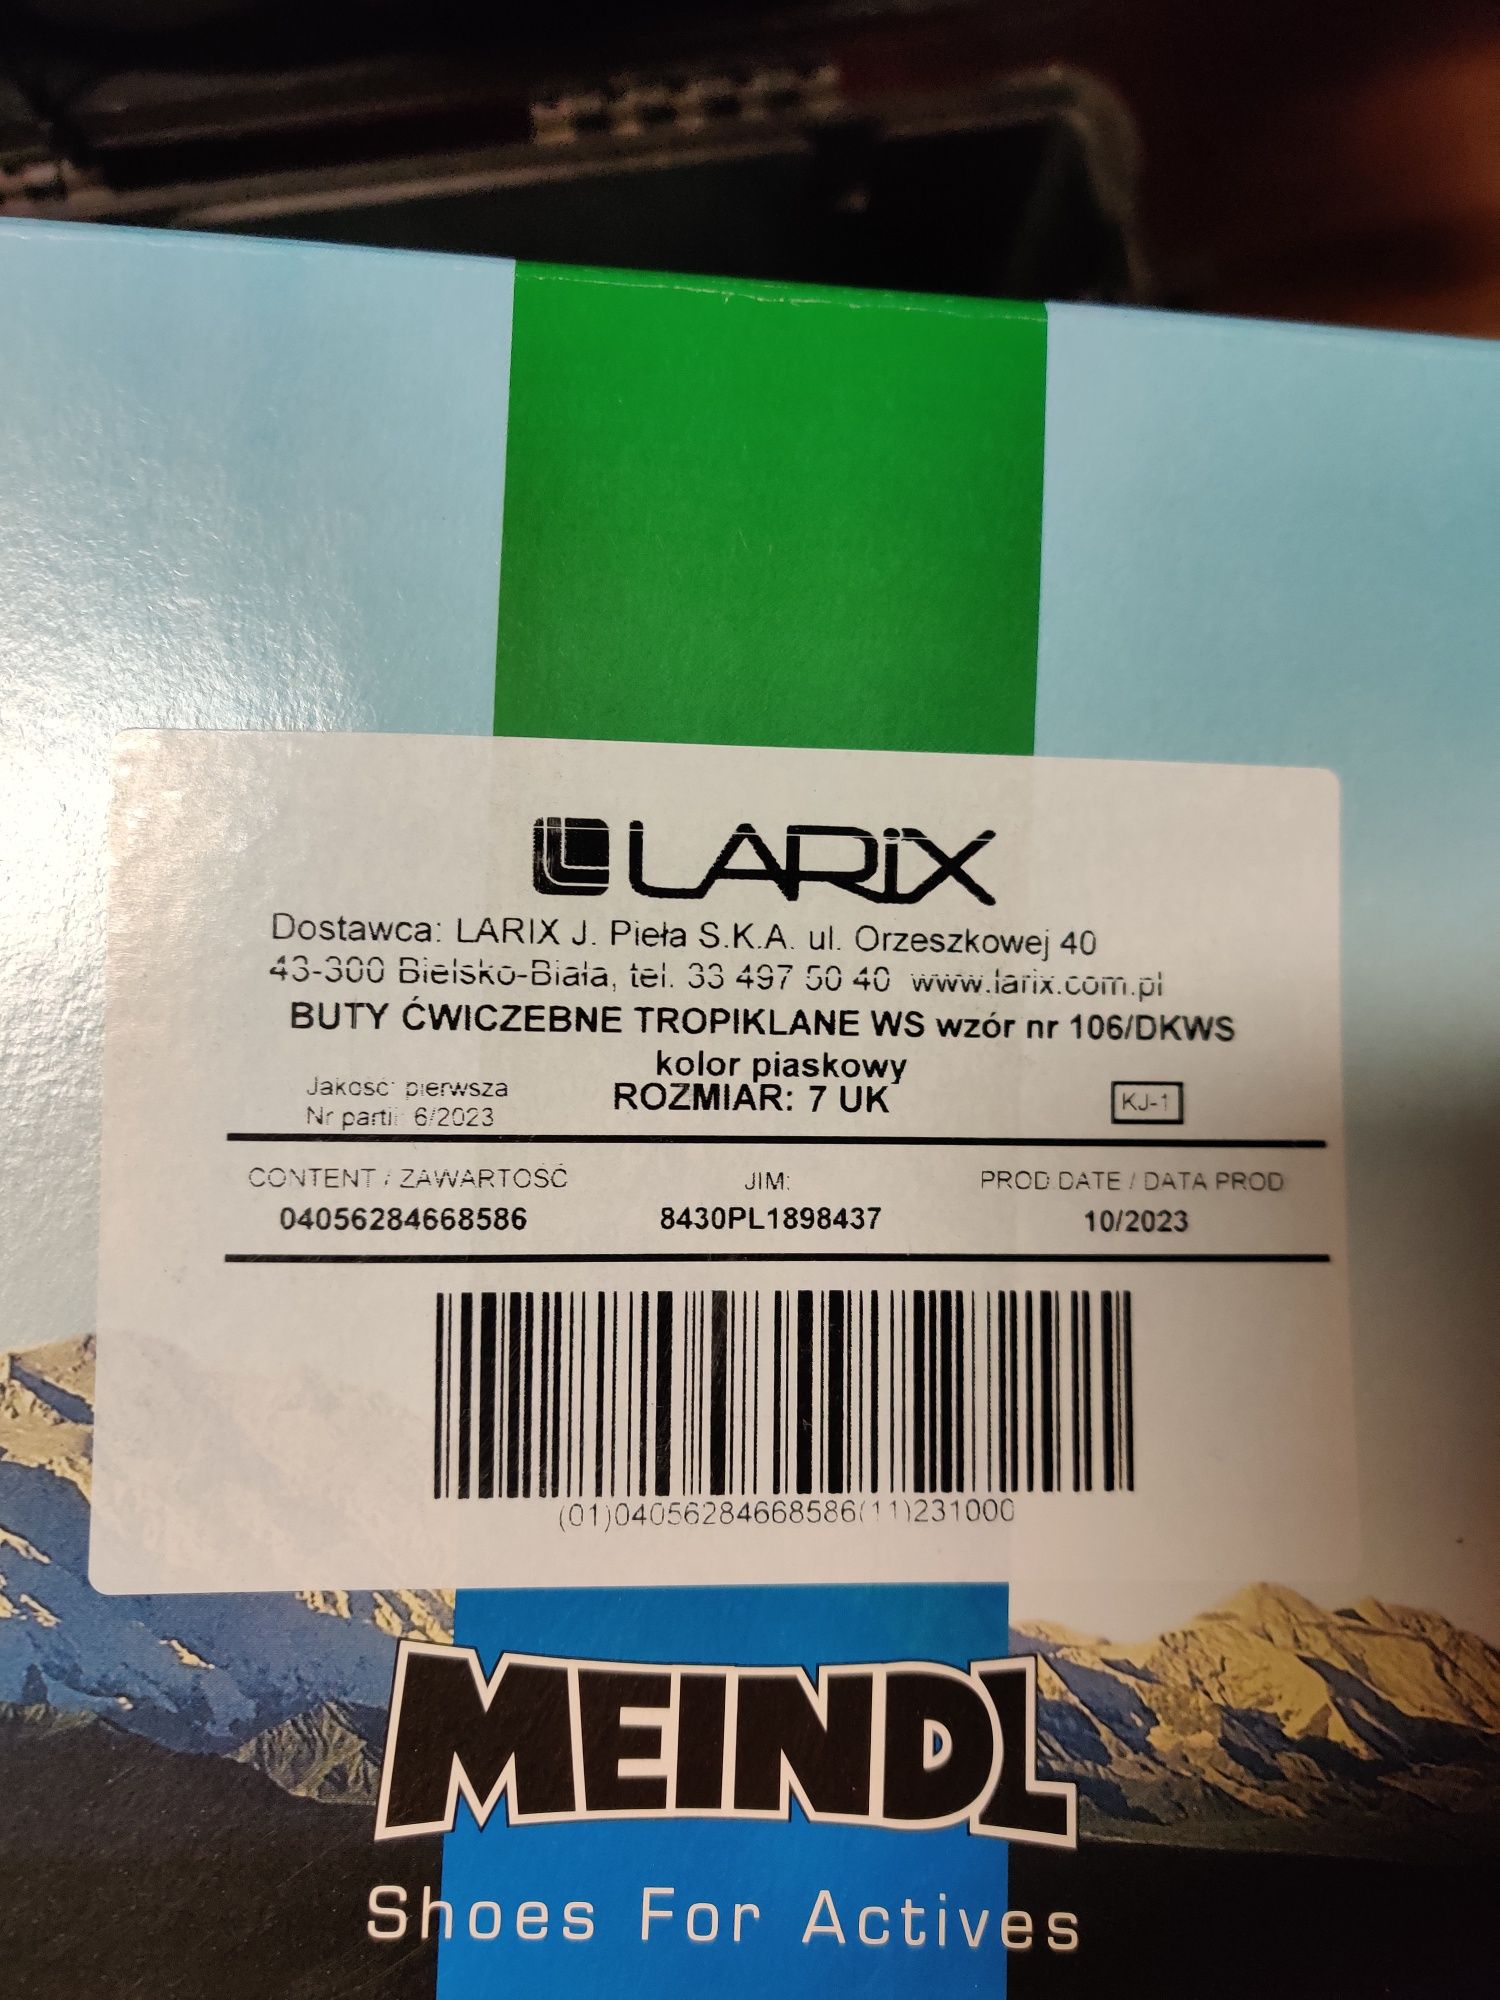 LARIX
Dostawca: LARIX J. Pieła S.K.A. ul. Orzeszkowej 40
43-300 Bielsko-Biała, tel. 33 497 50 40 www.larix.com.pl
BUTY ĆWICZEBNE TROPIKLANE WS wzór nr 106/DKWS
kolor piaskowy
Jakość: pierwsza
ROZMIAR: 7 UK
KJ-1
Nr partii: 6/2023
CONTENT / ZAWARTOŚĆ JIM: PROD DATE / DATA PROD
04056284668586 8430PL1898437 10/2023
(01)04056284668586(11)231000
MEINDL
Shoes For Actives